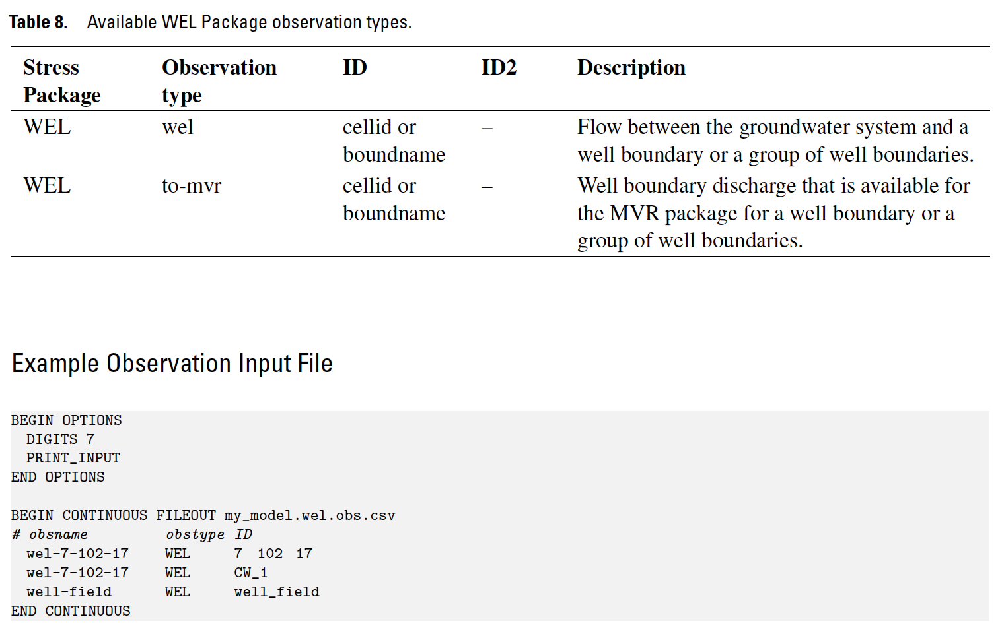 Table 8. Available WEL Package observation types.
Stress Package Observation type ID ID2 Description
WEL wel cellid or boundname – Flow between the groundwater system and a well boundary or a group of well boundaries.
WEL to-mvr cellid or boundname – Well boundary discharge that is available for the MVR package for a well boundary or a group of well boundaries.
Example Observation Input File
BEGIN OPTIONS
  DIGITS 7
  PRINT_INPUT
END OPTIONS

BEGIN CONTINUOUS FILEOUT my_model.wel.obs.csv
# obsname         obstype ID
  wel-7-102-17    WEL     7  102  17
  wel-7-102-17    WEL     CW_1
  well-field      WEL     well_field
END CONTINUOUS